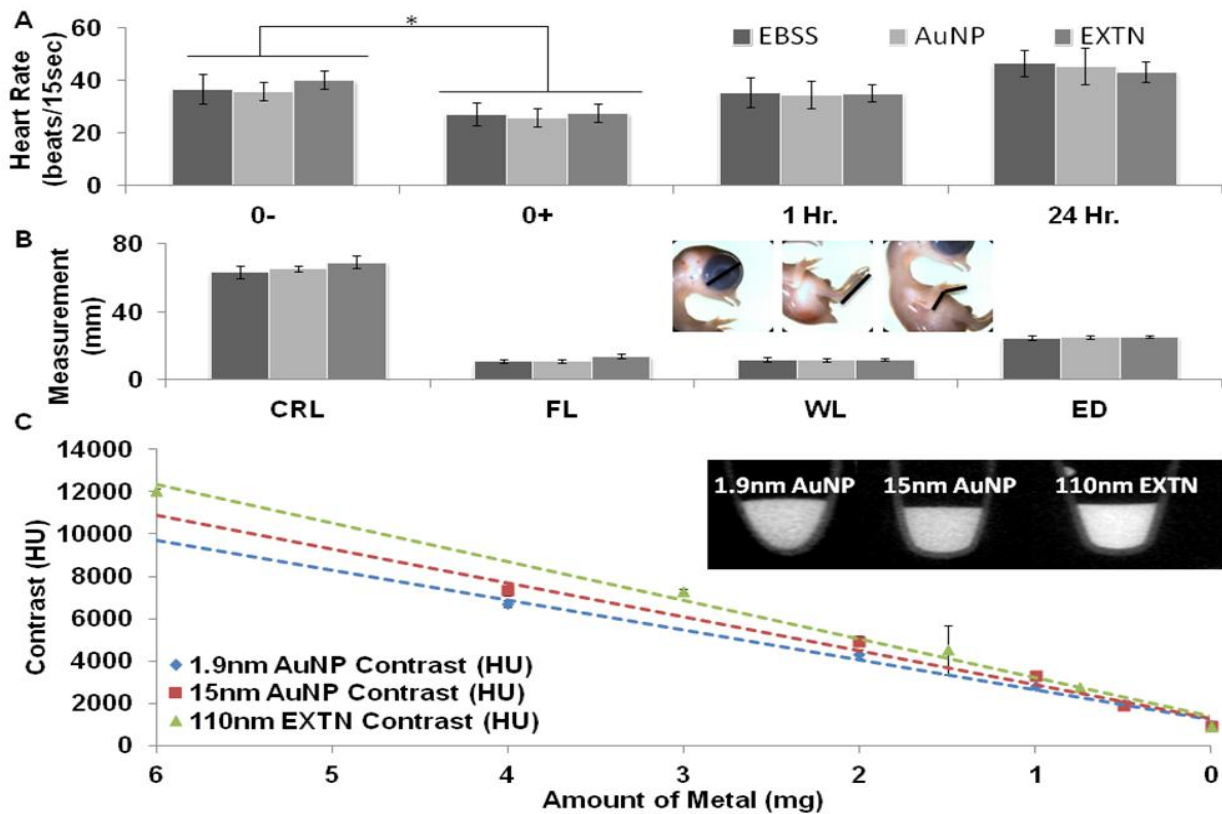 A
Heart Rate
(beats/15sec)
60
40
20
0
*
EBSS AuNP EXTN
0- 0+ 1 Hr. 24 Hr.
B
Measurement
(mm)
80
40
0
CRL FL WL ED
C
Contrast (HU)
14000
12000
10000
8000
6000
4000
2000
0
1.9nm AuNP 15nm AuNP 110nm EXTN
1.9nm AuNP Contrast (HU)
15nm AuNP Contrast (HU)
110nm EXTN Contrast (HU)
6 5 4 3 2 1 0
Amount of Metal (mg)